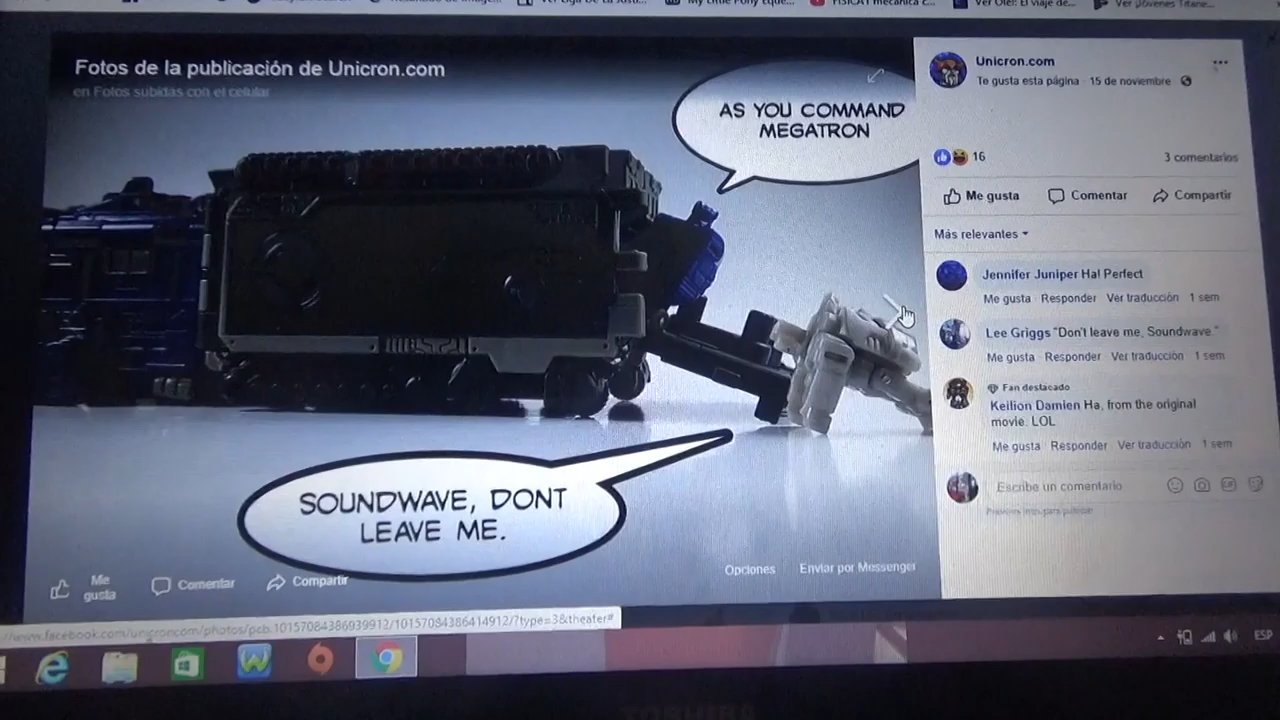 Fotos de la publicación de Unicron.com
en Fotos subidas con el celular
AS YOU COMMAND
MEGATRON
SOUNDWAVE, DONT
LEAVE ME.
Me gusta
Comentar
Compartir
Opciones
Enviar por Messenger
Unicron.com
Te gusta esta página · 15 de noviembre
16
3 comentarios
Me gusta
Comentar
Compartir
Más relevantes
Jennifer Juniper Ha! Perfect
Me gusta · Responder · Ver traducción · 1 sem
Lee Griggs "Don't leave me, Soundwave."
Me gusta · Responder · Ver traducción · 1 sem
Fan destacado
Keilion Damien Ha, from the original
movie. LOL
Me gusta · Responder · Ver traducción · 1 sem
Escribe un comentario
ESP
TOSHIBA